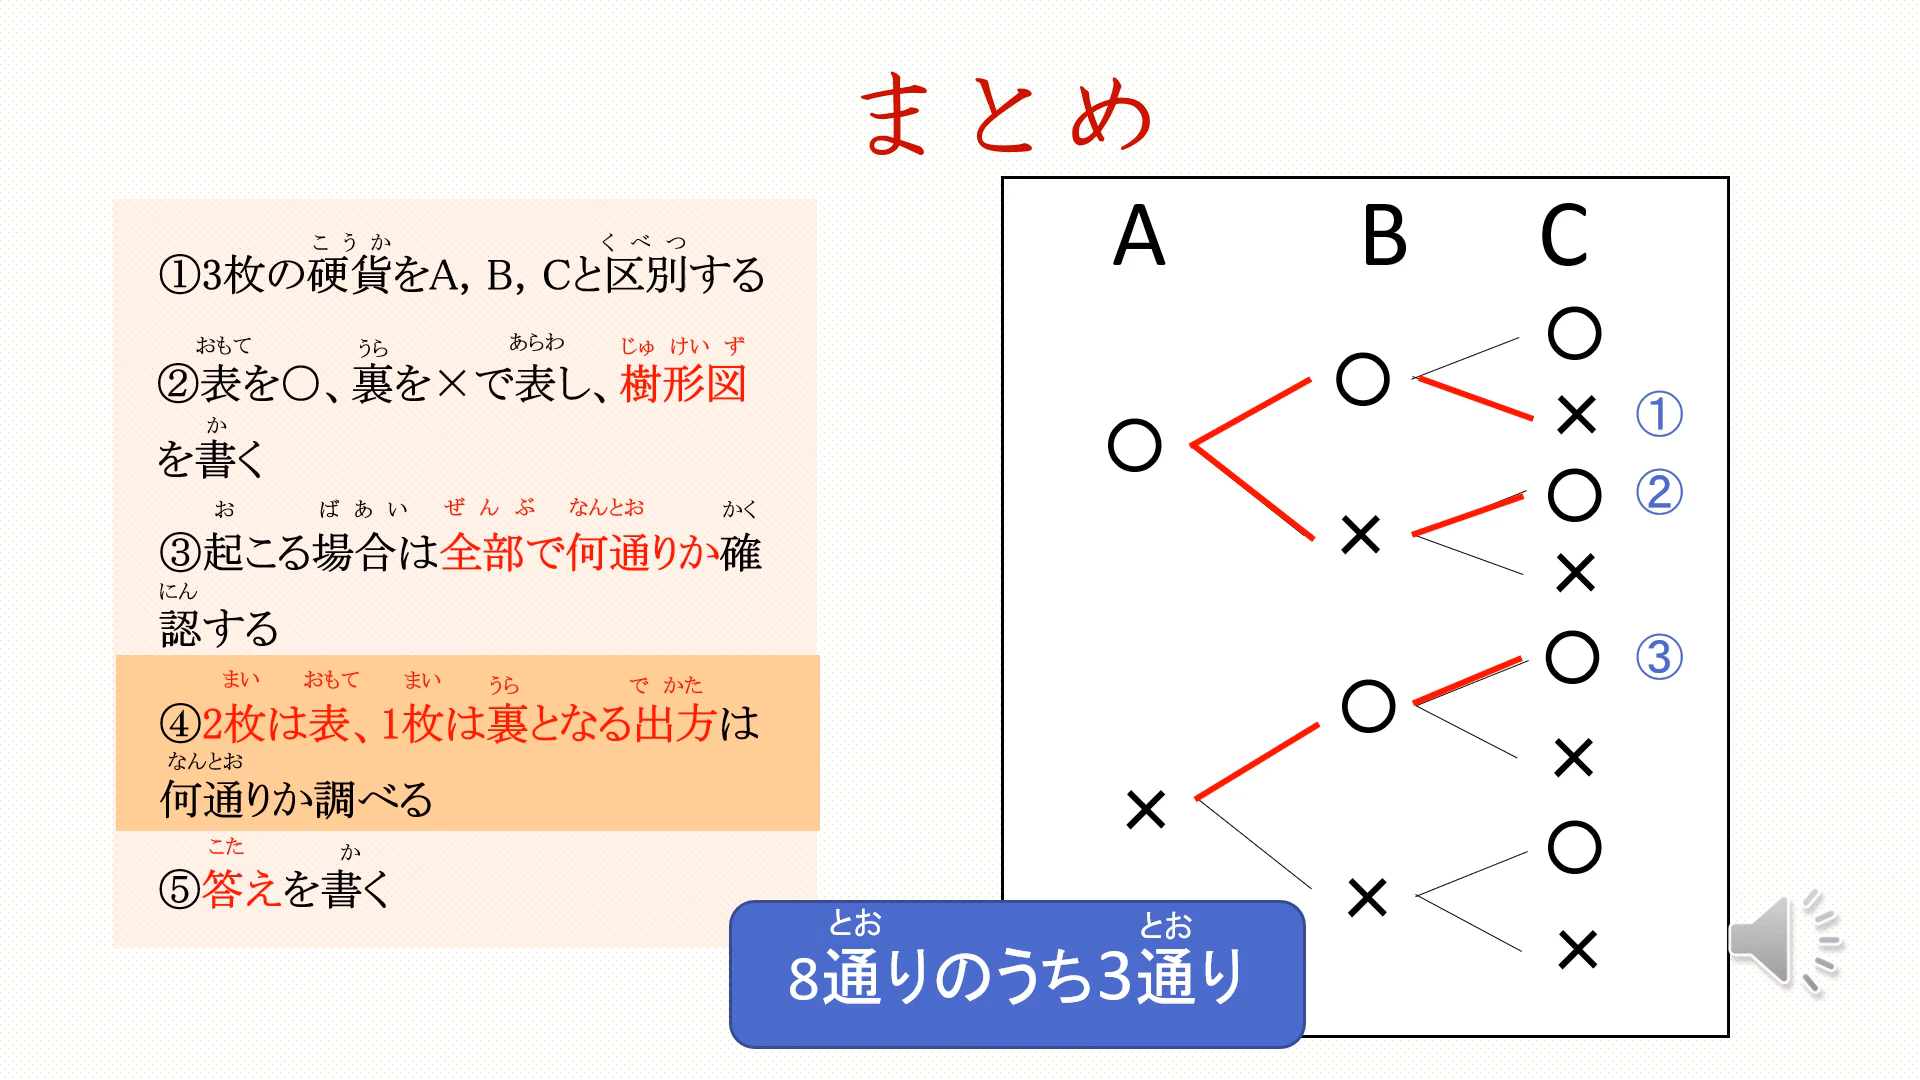 まとめ
こうか くべつ
①3枚の硬貨をA, B, Cと区別する
おもて うら あらわ じゅ けい ず
②表を〇、裏を×で表し、樹形図
か
を書く
お ばあい ぜんぶ なんとお かく
③起こる場合は全部で何通りか確
にん
認する
まい おもて まい うら で かた
④2枚は表、1枚は裏となる出方は
なんとお
何通りか調べる
こた か
⑤答えを書く
A B C
〇
〇
× ①
〇
〇 ②
×
×
〇 ③
〇
×
×
〇
×
×
とお とお
8通りのうち3通り